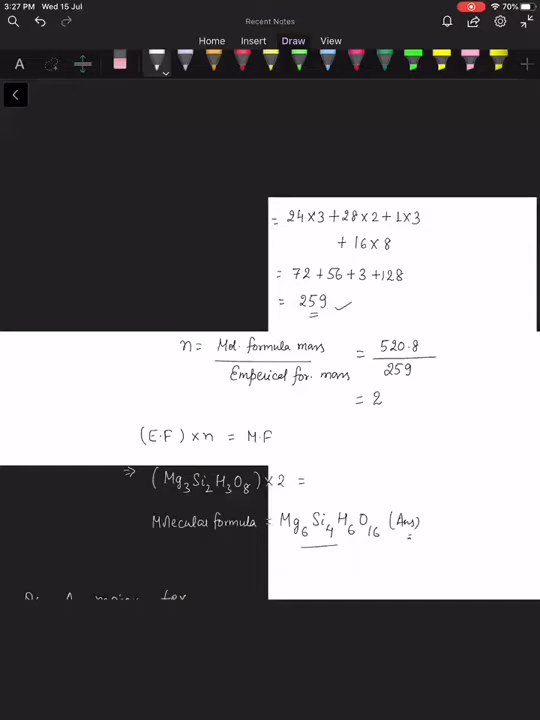 3:27 PM Wed 15 Jul
70%
Recent Notes
Home Insert Draw View
A
= 24×3+28×2+1×3
+16×8
= 72+56+3+128
= 259 ✓
n = Mol. formula mass = 520.8
Emperical for. mass 259
= 2
(E.F) × n = M.F
⇒ (Mg3Si2H3O8) × 2 =
Molecular formula = Mg6Si4H6O16 (Ans)